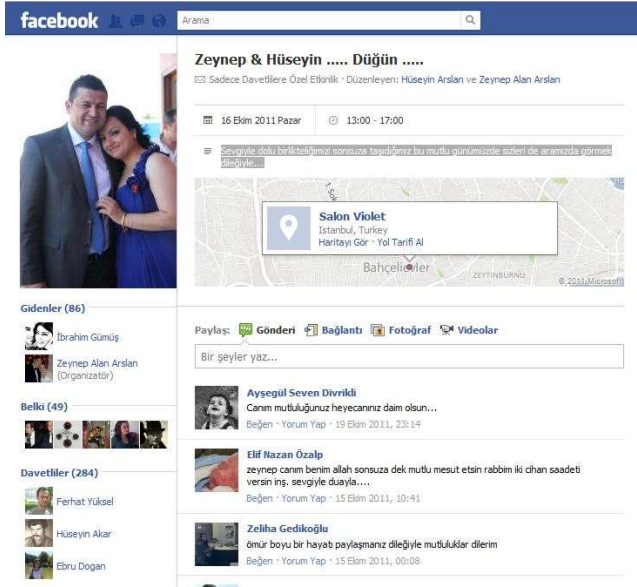 facebook
Arama
Zeynep & Hüseyin ..... Düğün .....
Sadece Davetlilere Özel Etkinlik · Düzenleyen: Hüseyin Arslan ve Zeynep Alan Arslan
16 Ekim 2011 Pazar
13:00 - 17:00
Sevgiyle dolu birlikteliğimizi sonsuza taşıdığımız bu mutlu günümüzde sizleri de aramızda görmek
dileğiyle...
1. Sok
Salon Violet
Istanbul, Turkey
Haritayı Gör · Yol Tarifi Al
Bahçelievler
ZEYTINBURNU
© 2011 Microsoft
Gidenler (86)
İbrahim Gümüş
Zeynep Alan Arslan
(Organizatör)
Belki (49)
Davetliler (284)
Ferhat Yüksel
Hüseyin Akar
Ebru Dogan
Paylaş: Gönderi Bağlantı Fotoğraf Videolar
Bir şeyler yaz...
Ayşegül Seven Divrikli
Canım mutluluğunuz heyecanınız daim olsun...
Beğen · Yorum Yap · 19 Ekim 2011, 23:14
Elif Nazan Özalp
zeynep canım benim allah sonsuza dek mutlu mesut etsin rabbim iki cihan saadeti
versin inş. sevgiyle duayla....
Beğen · Yorum Yap · 15 Ekim 2011, 10:41
Zeliha Gedikoğlu
ömür boyu bir hayatı paylaşmanız dileğiyle mutluluklar dilerim
Beğen · Yorum Yap · 15 Ekim 2011, 00:08